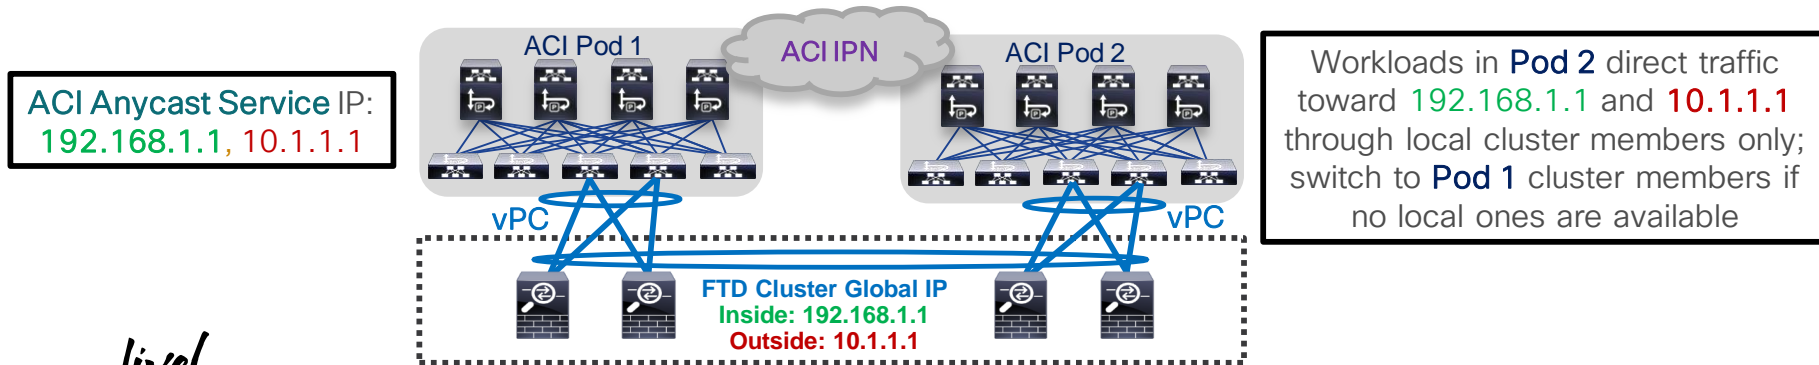 ACI Pod 1
ACI IPN
ACI Pod 2
ACI Anycast Service IP:
192.168.1.1, 10.1.1.1
Workloads in Pod 2 direct traffic
toward 192.168.1.1 and 10.1.1.1
through local cluster members only;
switch to Pod 1 cluster members if
no local ones are available
vPC
vPC
FTD Cluster Global IP
Inside: 192.168.1.1
Outside: 10.1.1.1